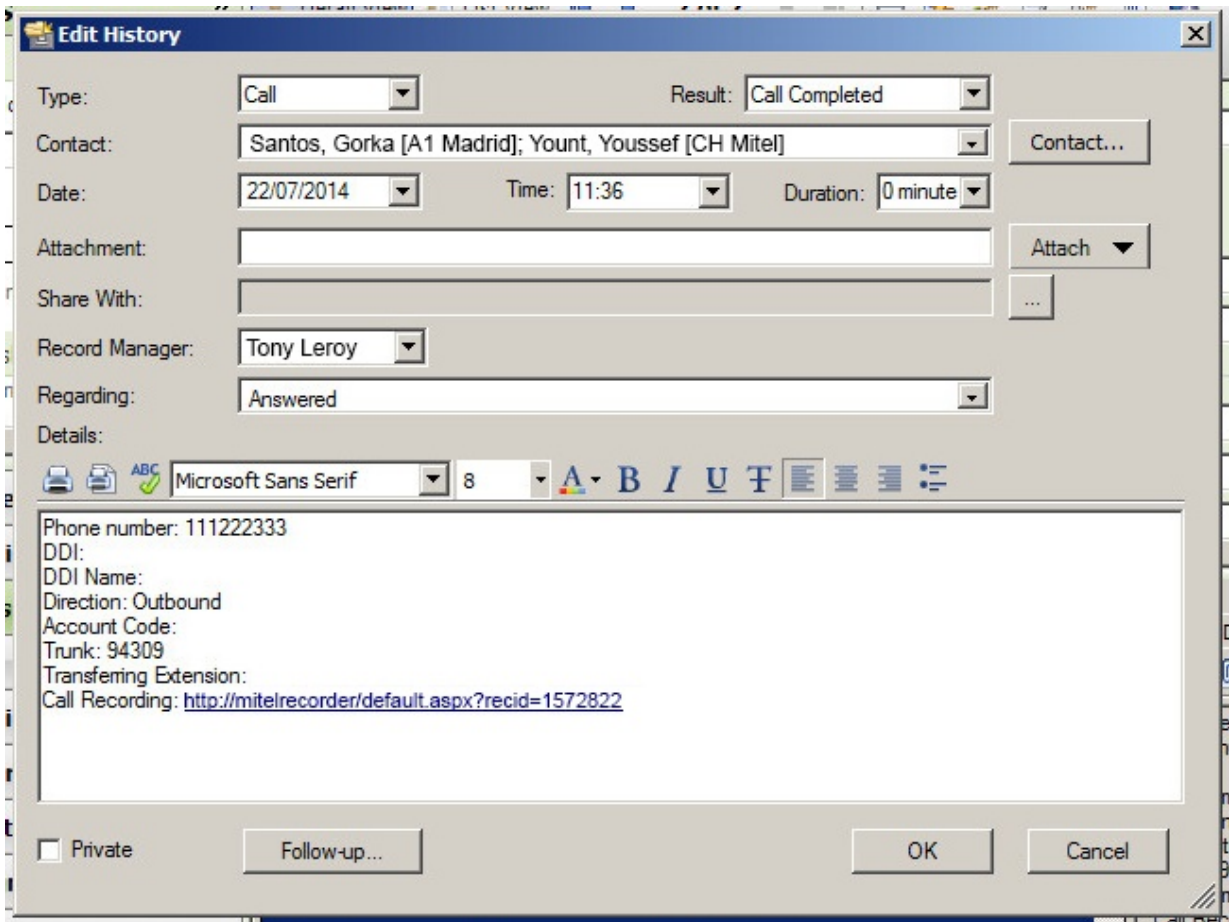 Edit History
Type: Call Result: Call Completed
Contact: Santos, Gorka [A1 Madrid]; Yount, Youssef [CH Mitel] Contact...
Date: 22/07/2014 Time: 11:36 Duration: 0 minute
Attachment: Attach
Share With: ...
Record Manager: Tony Leroy
Regarding: Answered
Details:
ABC Microsoft Sans Serif 8 A B I U T
Phone number: 111222333
DDI:
DDI Name:
Direction: Outbound
Account Code:
Trunk: 94309
Transferring Extension:
Call Recording: http://mitelrecorder/default.aspx?recid=1572822
Private Follow-up... OK Cancel